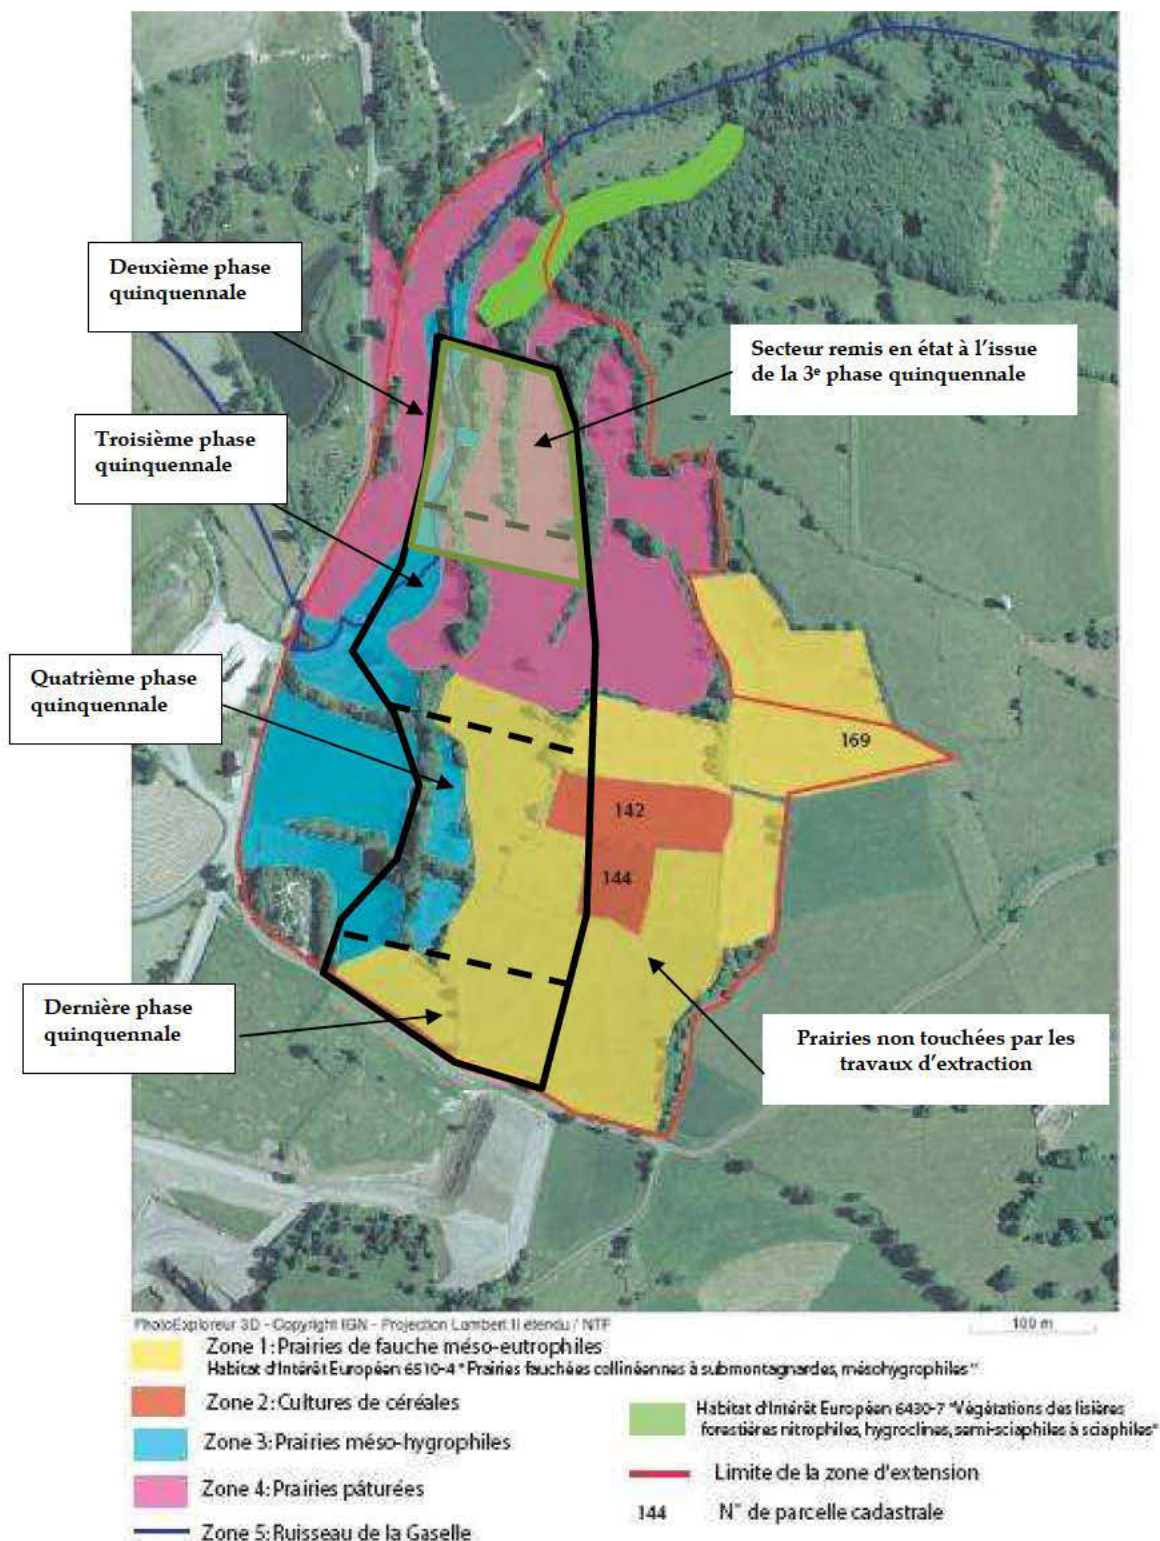 Deuxième phase
quinquennale
Secteur remis en état à l'issue
de la 3e phase quinquennale
Troisième phase
quinquennale
Quatrième phase
quinquennale
169
142
144
Dernière phase
quinquennale
Prairies non touchées par les
travaux d'extraction
PhotoExploreur 3D - Copyright IGN - Projection Lambert II étendu / NTF
100 m
Zone 1: Prairies de fauche méso-eutrophiles
Habitat d'Intérêt Européen 6510-4 "Prairies fauchées collinéennes à submontagnardes, mésohygrophiles"
Zone 2: Cultures de céréales
Zone 3: Prairies méso-hygrophiles
Zone 4: Prairies pâturées
Zone 5: Ruisseau de la Gaselle
Habitat d'Intérêt Européen 6430-7 "Végétations des lisières
forestières nitrophiles, hygroclines, semi-sciaphiles à sciaphiles"
Limite de la zone d'extension
144 N° de parcelle cadastrale